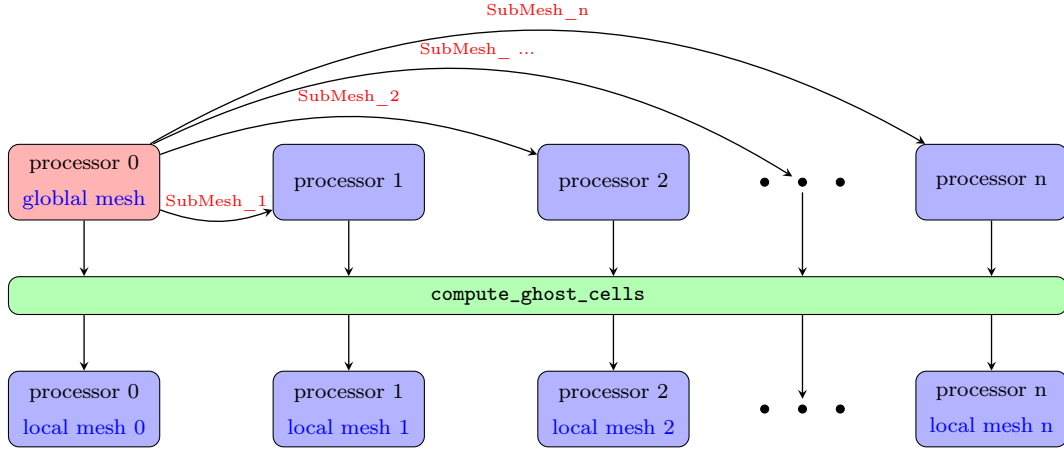 SubMesh_n
SubMesh_ ...
SubMesh_2
processor 0
globlal mesh
SubMesh_1
processor 1
processor 2
processor n
compute_ghost_cells
processor 0
local mesh 0
processor 1
local mesh 1
processor 2
local mesh 2
processor n
local mesh n